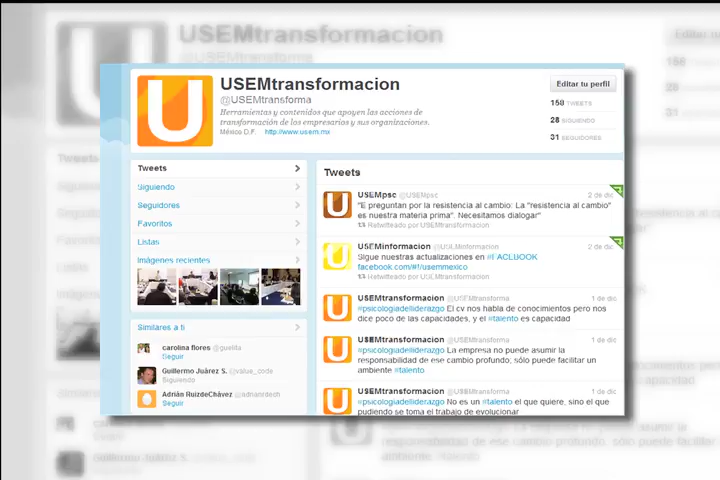 USEMtransformacion
@USEMtransforma
Herramientas y contenidos que apoyen las acciones de
transformación de los empresarios y sus organizaciones.
México D.F. http://www.usem.mx
Editar tu perfil
158 TWEETS
28 SIGUIENDO
31 SEGUIDORES
Tweets
Siguiendo
Seguidores
Favoritos
Listas
Imágenes recientes
Similares a ti
carolina flores @guelita
Seguir
Guillermo Juárez S. @value_code
Siguiendo
Adrián RuízdeChávez @adrianrdech
Seguir
Tweets
USEMpsc @USEMpsc 2 de dic
"E preguntan por la resistencia al cambio: La "resistencia al cambio"
es nuestra materia prima". Necesitamos dialogar"
Retwitteado por USEMtransformacion
USEMinformacion @USEMinformacion 2 de dic
Sigue nuestras actualizaciones en #FACEBOOK
facebook.com/#!/usemmexico
Retwitteado por USEMtransformacion
USEMtransformacion @USEMtransforma 1 de dic
#psicologiadelliderazgo El cv nos habla de conocimientos pero nos
dice poco de las capacidades, y el #talento es capacidad
USEMtransformacion @USEMtransforma 1 de dic
#psicologiadelliderazgo La empresa no puede asumir la
responsabilidad de ese cambio profundo, sólo puede facilitar un
ambiente #talento
USEMtransformacion @USEMtransforma 1 de dic
#psicologiadelliderazgo No es un #talento el que quiere, sino el que
pudiendo se toma el trabajo de evolucionar